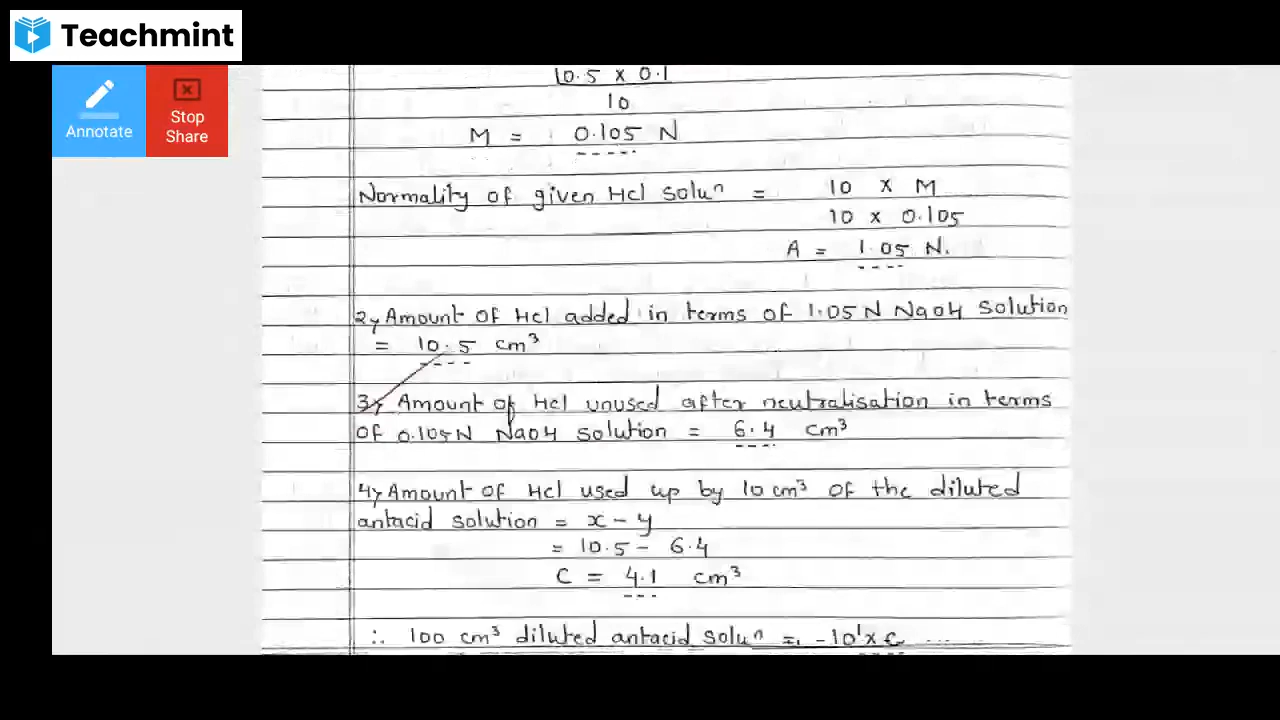 Teachmint
Annotate
Stop
Share
10.5 x 0.1
10
M = 0.105 N
Normality of given Hcl soluⁿ = 10 x M
10 x 0.105
A = 1.05 N.
2, Amount of Hcl added in terms of 1.05 N NaOH solution
= 10.5 cm³
3, Amount of Hcl unused after neutralisation in terms
of 0.105N NaOH solution = 6.4 cm³
4, Amount of Hcl used up by 10 cm³ of the diluted
antacid solution = x - y
= 10.5 - 6.4
C = 4.1 cm³
∴ 100 cm³ diluted antacid soluⁿ = 10 x C